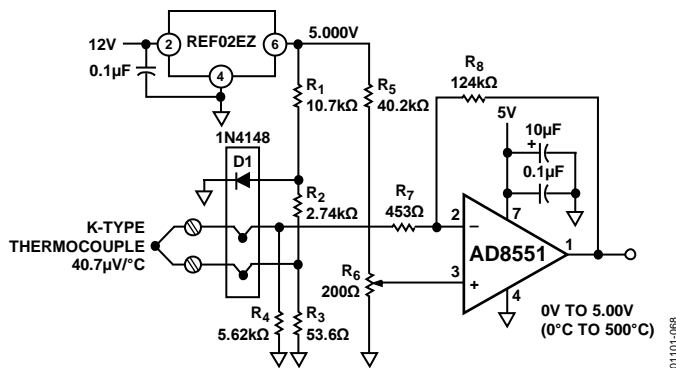 12V
2
REF02EZ
6
5.000V
0.1µF
4
R1
10.7kΩ
R5
40.2kΩ
R8
124kΩ
1N4148
D1
5V
10µF
+
0.1µF
R2
2.74kΩ
R7
453Ω
K-TYPE
THERMOCOUPLE
40.7µV/°C
2
−
7
AD8551
1
3
+
4
R6
200Ω
R4
5.62kΩ
R3
53.6Ω
0V TO 5.00V
(0°C TO 500°C)
01101-068